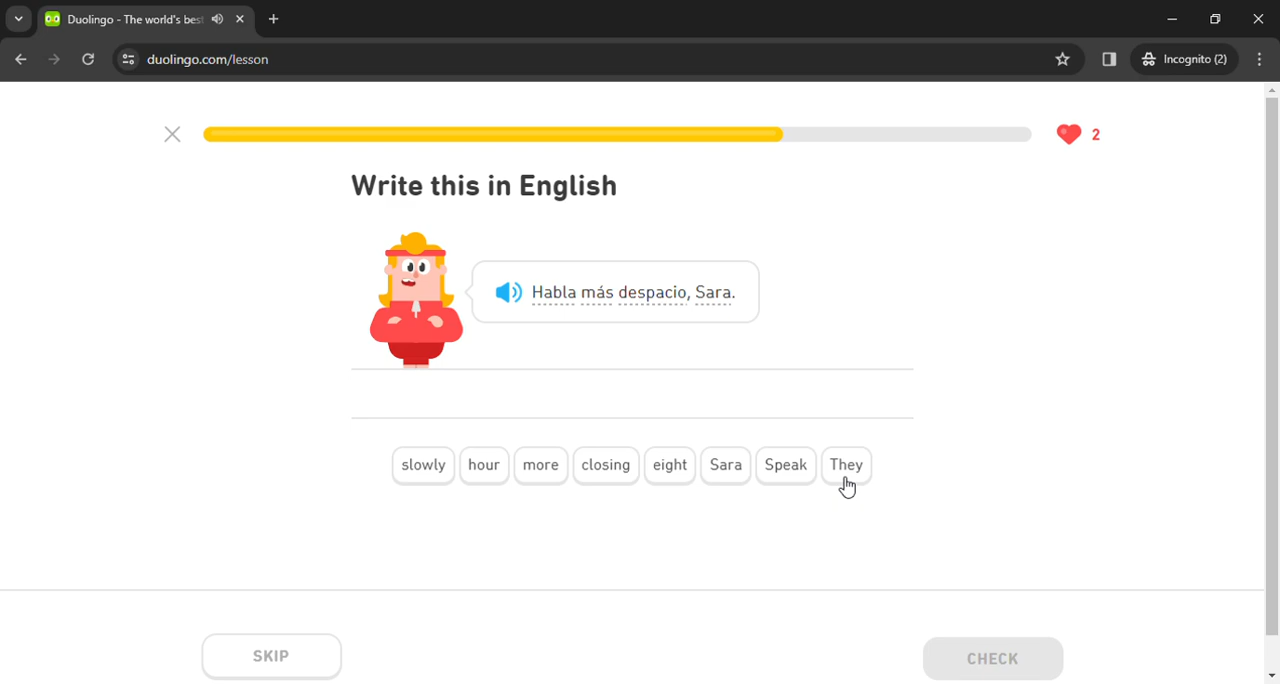 Duolingo - The world's best
duolingo.com/lesson
Incognito (2)
2
Write this in English
Habla más despacio, Sara.
slowly hour more closing eight Sara Speak They
SKIP
CHECK